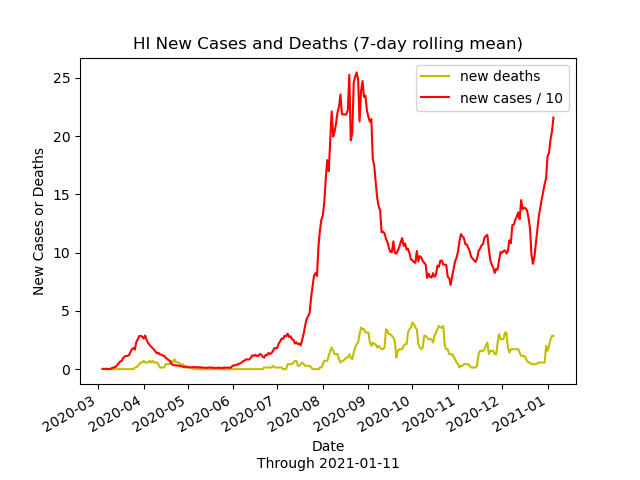 HI New Cases and Deaths (7-day rolling mean)
new deaths
new cases / 10
New Cases or Deaths
25
20
15
10
5
0
2020-03
2020-04
2020-05
2020-06
2020-07
2020-08
2020-09
2020-10
2020-11
2020-12
2021-01
Date
Through 2021-01-11